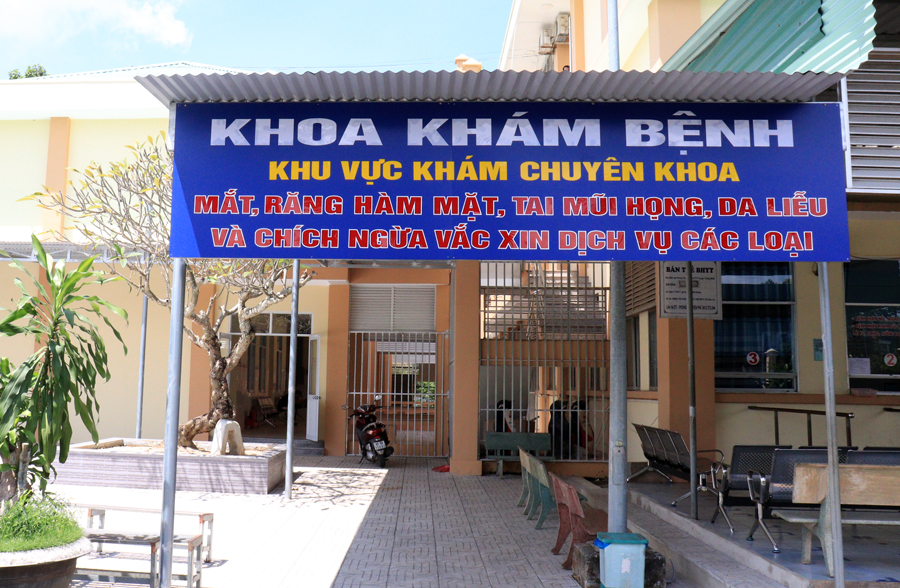 KHOA KHÁM BỆNH
KHU VỰC KHÁM CHUYÊN KHOA
MẮT, RĂNG HÀM MẶT, TAI MŨI HỌNG, DA LIỄU
VÀ CHÍCH NGỪA VẮC XIN DỊCH VỤ CÁC LOẠI
BHYT
3
2